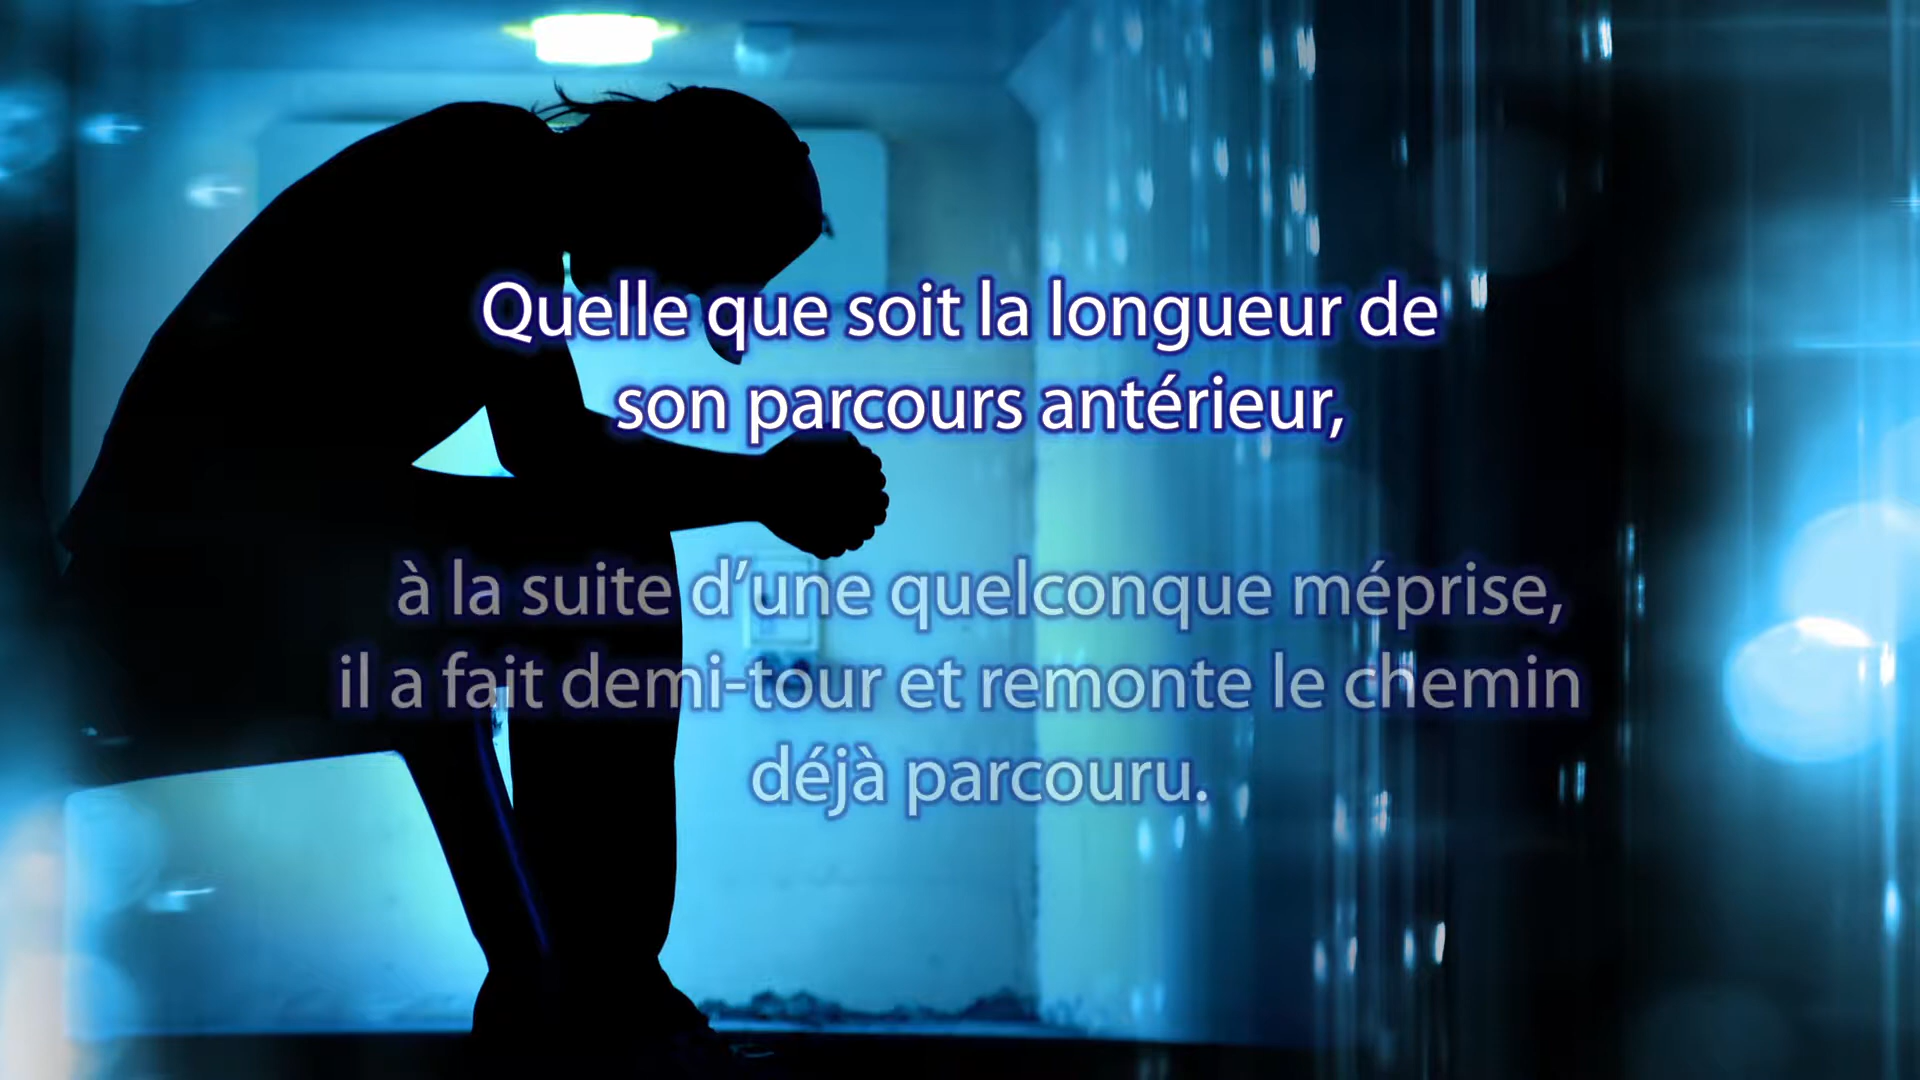 Quelle que soit la longueur de
son parcours antérieur,
à la suite d’une quelconque méprise,
il a fait demi-tour et remonte le chemin
déjà parcouru.